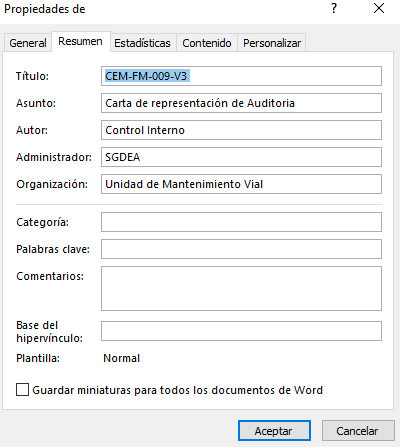 Propiedades de ? ✕
General Resumen Estadísticas Contenido Personalizar
Título: CEM-FM-009-V3
Asunto: Carta de representación de Auditoria
Autor: Control Interno
Administrador: SGDEA
Organización: Unidad de Mantenimiento Vial
Categoría:
Palabras clave:
Comentarios:
Base del
hipervínculo:
Plantilla: Normal
Guardar miniaturas para todos los documentos de Word
Aceptar Cancelar